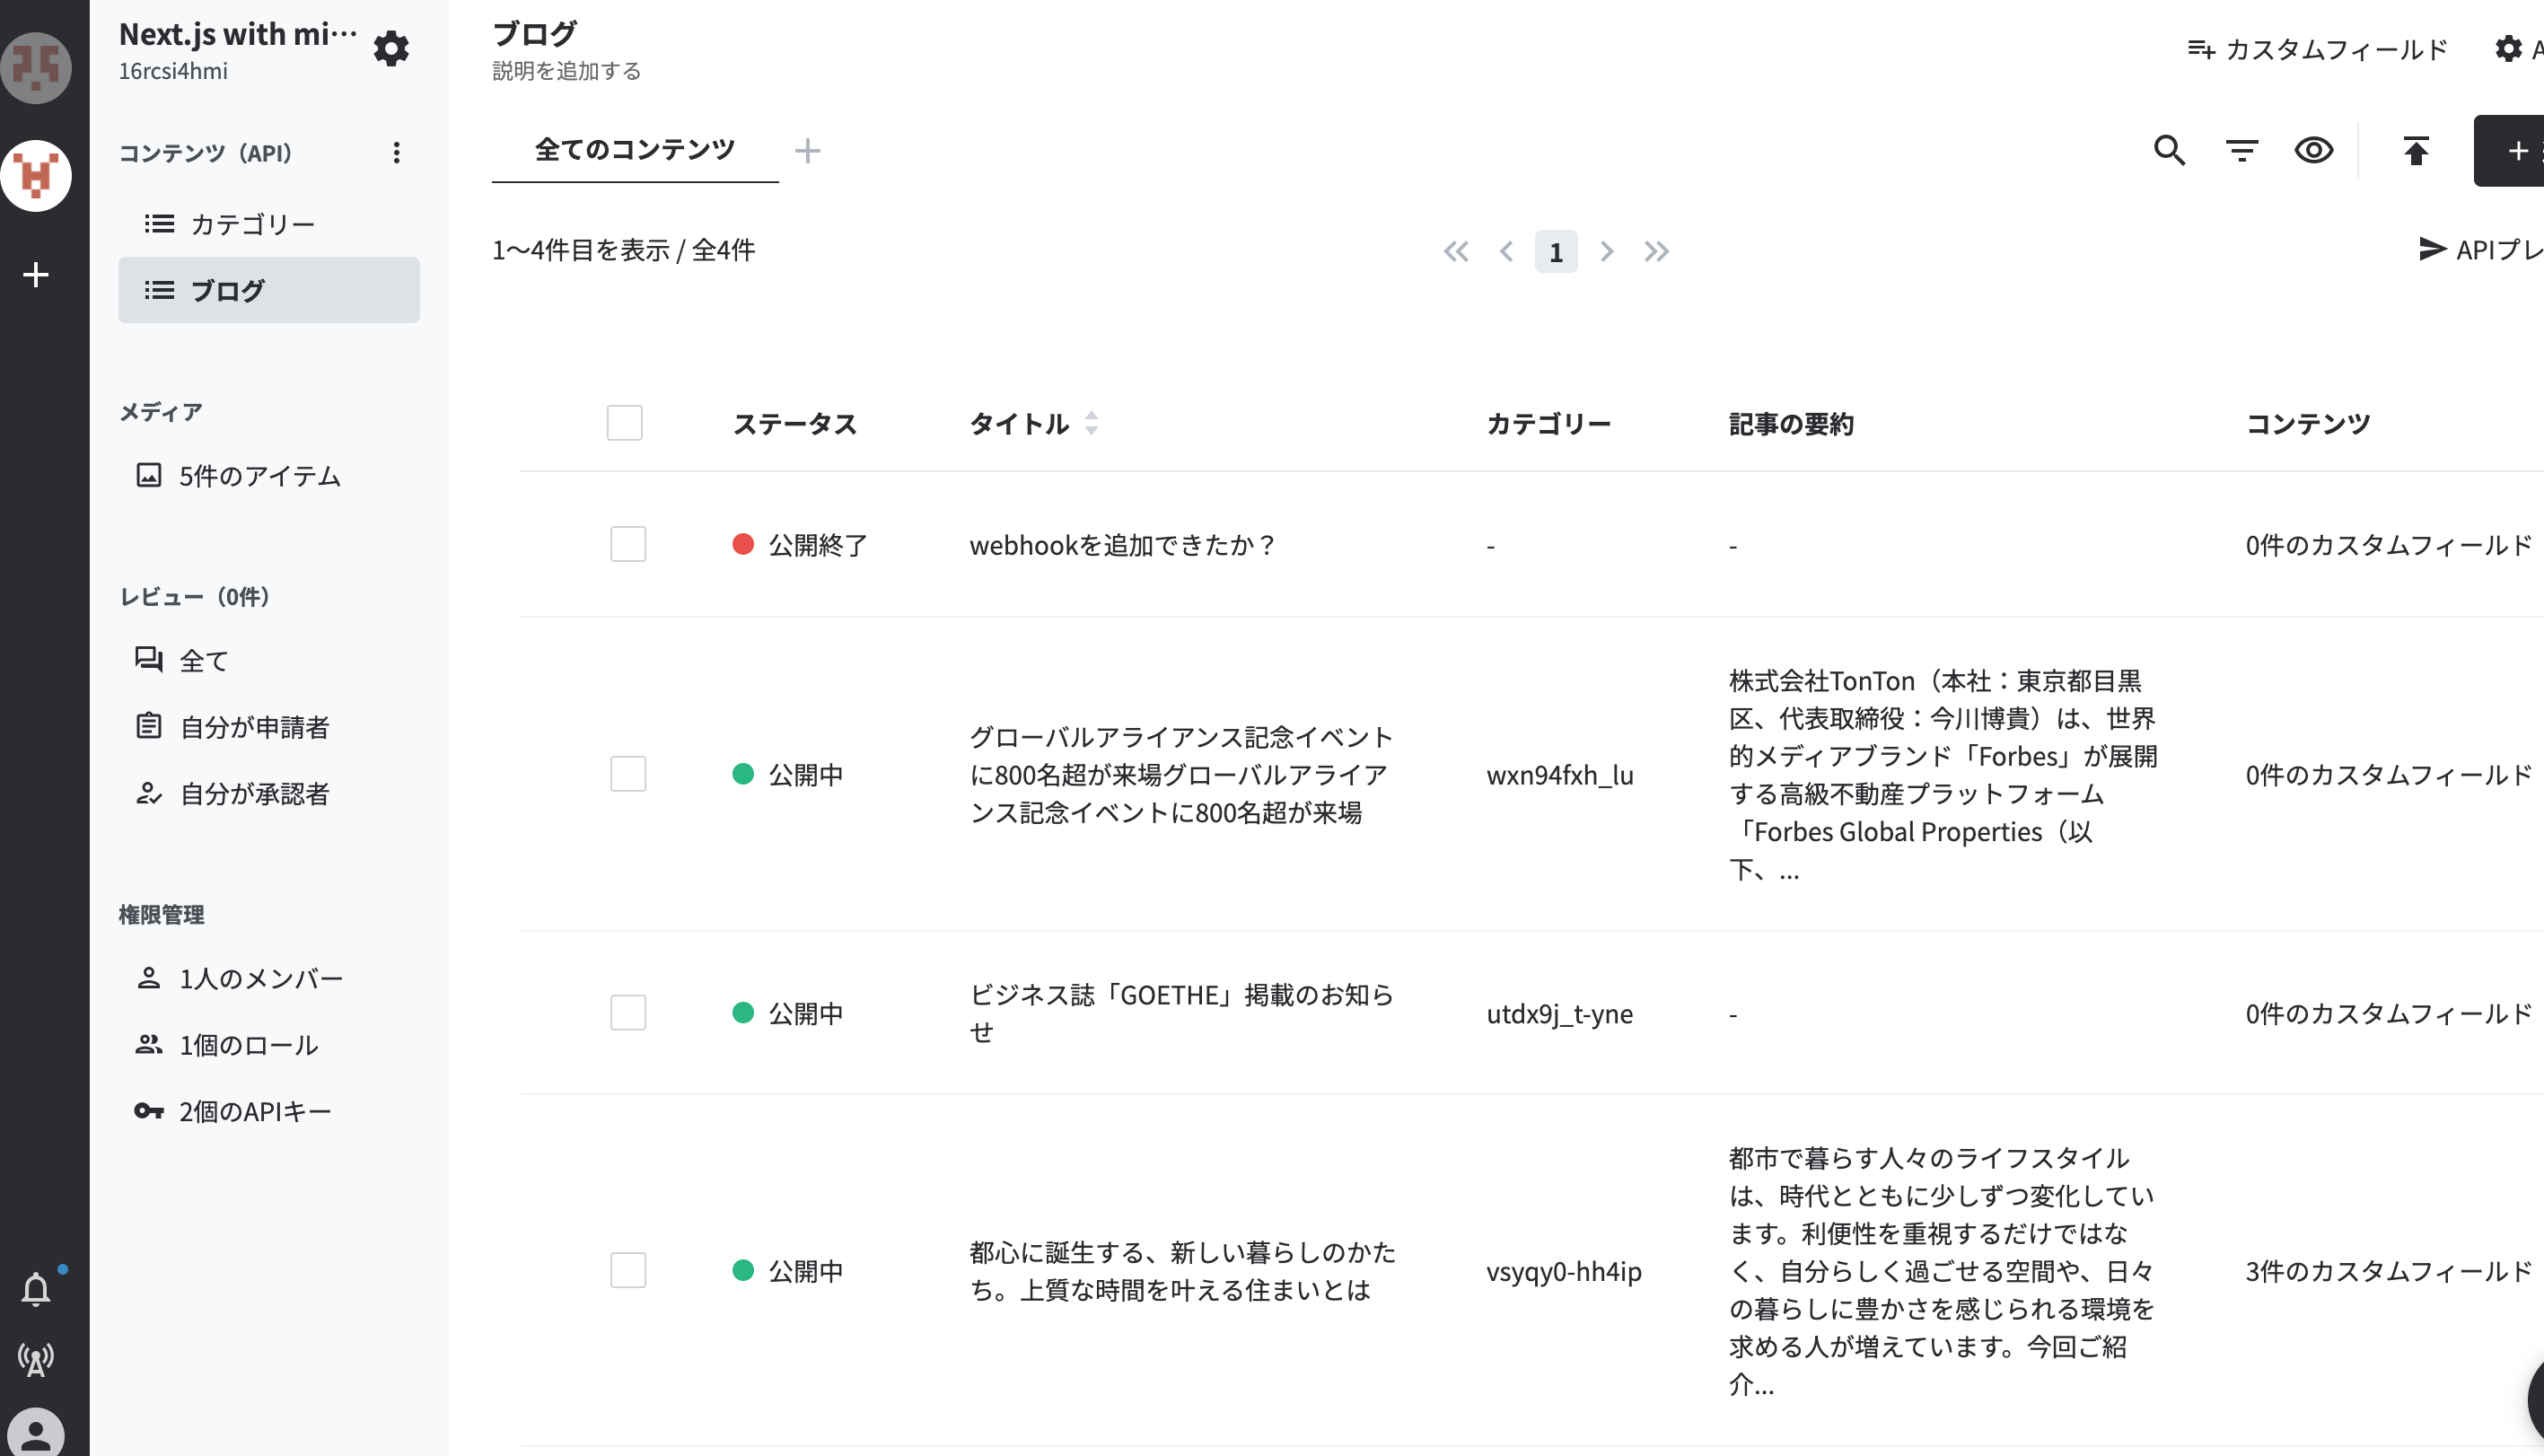 Next.js with mi…
16rcsi4hmi
コンテンツ（API）
カテゴリー
ブログ
メディア
5件のアイテム
レビュー（0件）
全て
自分が申請者
自分が承認者
権限管理
1人のメンバー
1個のロール
2個のAPIキー
ブログ
説明を追加する
カスタムフィールド
A
全てのコンテンツ
1〜4件目を表示 / 全4件
1
APIプレ
ステータス タイトル カテゴリー 記事の要約 コンテンツ
公開終了 webhookを追加できたか？ - - 0件のカスタムフィールド
公開中
グローバルアライアンス記念イベント
に800名超が来場グローバルアライア
ンス記念イベントに800名超が来場
wxn94fxh_lu
株式会社TonTon（本社：東京都目黒
区、代表取締役：今川博貴）は、世界
的メディアブランド「Forbes」が展開
する高級不動産プラットフォーム
「Forbes Global Properties（以
下、...
0件のカスタムフィールド
公開中
ビジネス誌「GOETHE」掲載のお知ら
せ
utdx9j_t-yne
-
0件のカスタムフィールド
公開中
都心に誕生する、新しい暮らしのかた
ち。上質な時間を叶える住まいとは
vsyqy0-hh4ip
都市で暮らす人々のライフスタイル
は、時代とともに少しずつ変化してい
ます。利便性を重視するだけではな
く、自分らしく過ごせる空間や、日々
の暮らしに豊かさを感じられる環境を
求める人が増えています。今回ご紹
介...
3件のカスタムフィールド